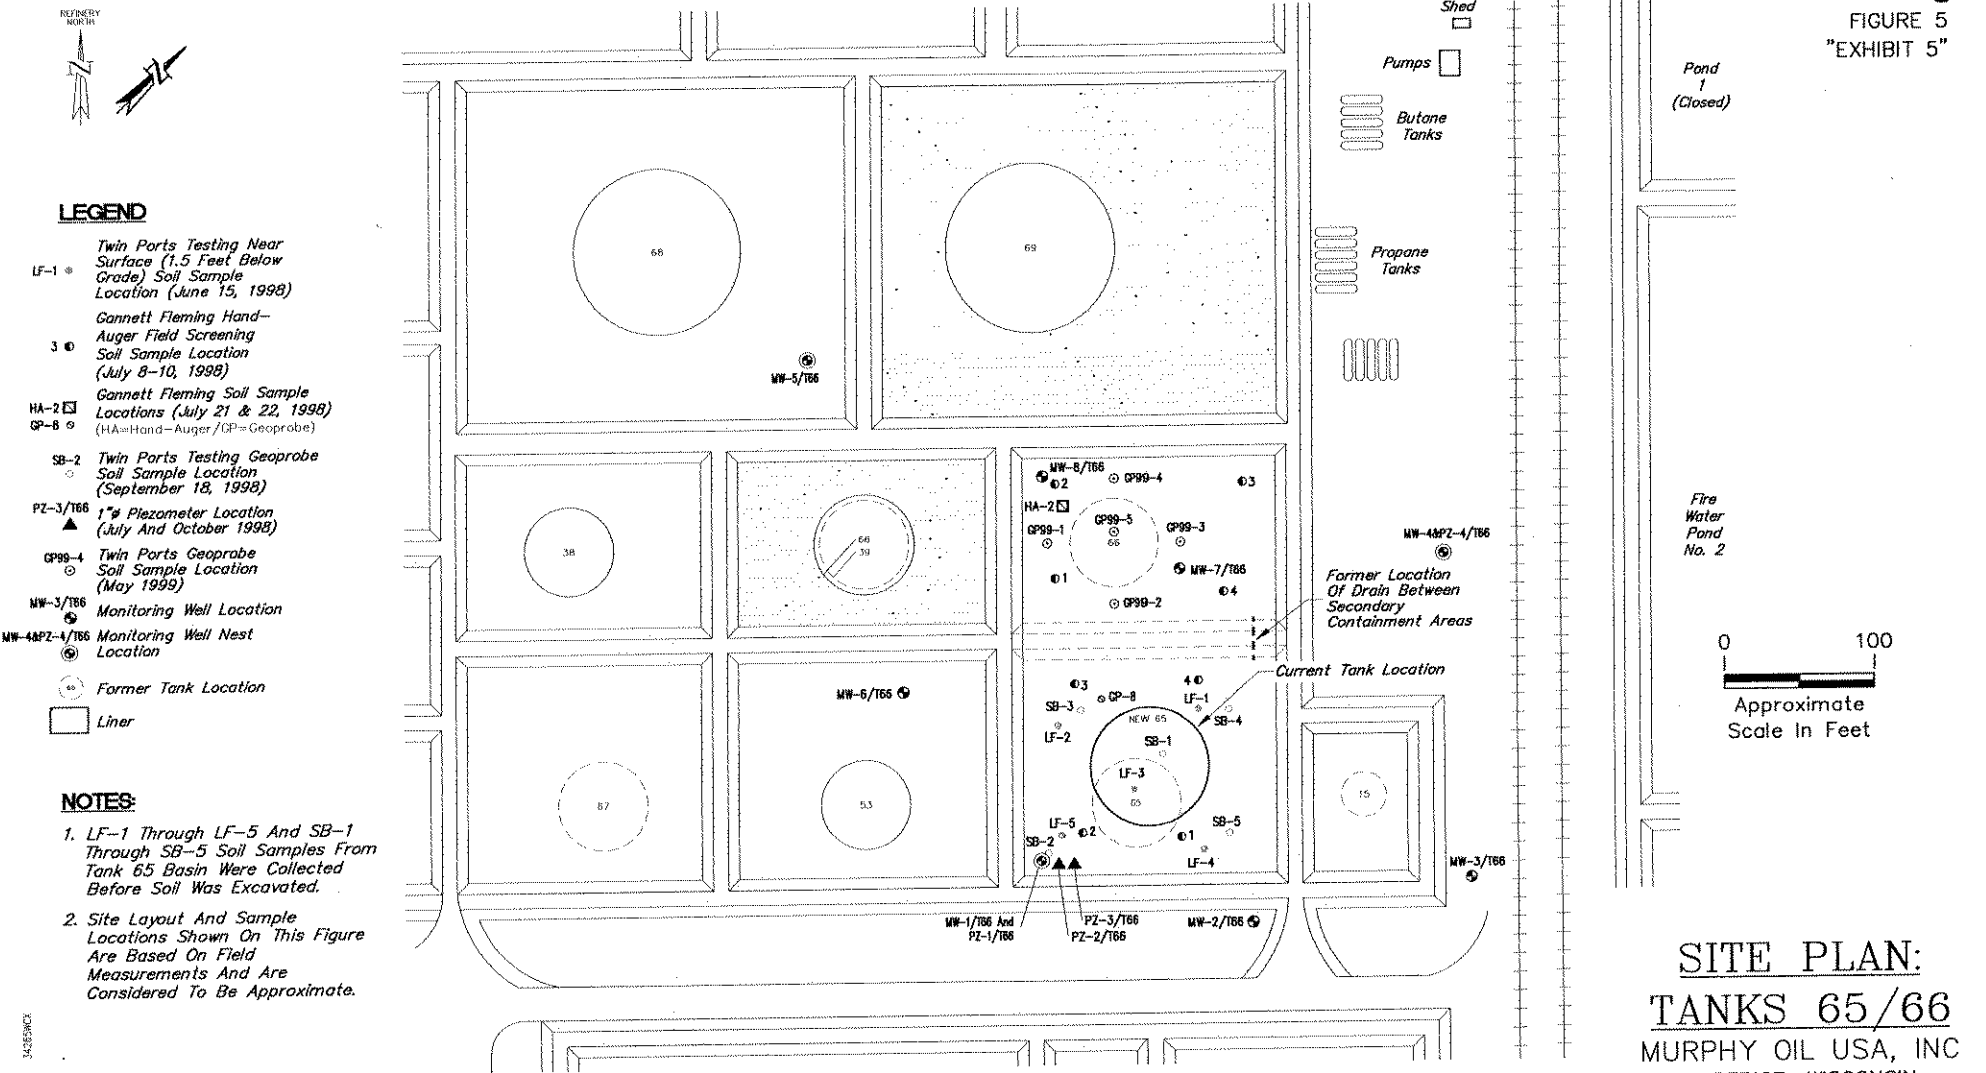 REFINERY
NORTH
LEGEND
LF-1
Twin Ports Testing Near
Surface (1.5 Feet Below
Grade) Soil Sample
Location (June 15, 1998)
3
Gannett Fleming Hand-
Auger Field Screening
Soil Sample Location
(July 8-10, 1998)
HA-2
GP-8
Gannett Fleming Soil Sample
Locations (July 21 & 22, 1998)
(HA=Hand-Auger/GP=Geoprobe)
SB-2
Twin Ports Testing Geoprobe
Soil Sample Location
(September 18, 1998)
PZ-3/T66
1"ø Piezometer Location
(July And October 1998)
GP99-4
Twin Ports Geoprobe
Soil Sample Location
(May 1999)
MW-3/T66
Monitoring Well Location
MW-4&PZ-4/T66
Monitoring Well Nest
Location
Former Tank Location
Liner
NOTES:
1. LF-1 Through LF-5 And SB-1
Through SB-5 Soil Samples From
Tank 65 Basin Were Collected
Before Soil Was Excavated.
2. Site Layout And Sample
Locations Shown On This Figure
Are Based On Field
Measurements And Are
Considered To Be Approximate.
68
69
MW-5/T66
Shed
Pumps
Butane
Tanks
Propane
Tanks
FIGURE 5
"EXHIBIT 5"
Pond
1
(Closed)
38
66
39
MW-8/T66
2
GP99-4
3
HA-2
GP99-1
GP99-5
66
GP99-3
1
MW-7/T66
4
GP99-2
MW-4&PZ-4/T66
Former Location
Of Drain Between
Secondary
Containment Areas
Current Tank Location
Fire
Water
Pond
No. 2
0 100
Approximate
Scale In Feet
67
MW-6/T66
53
3
GP-8
4
LF-1
SB-3
SB-4
LF-2
NEW 65
SB-1
LF-3
65
LF-5
2
1
SB-5
SB-2
LF-4
15
MW-3/T66
MW-1/T66 And
PZ-1/T66
PZ-3/T66
PZ-2/T66
MW-2/T66
SITE PLAN:
TANKS 65/66
MURPHY OIL USA, INC